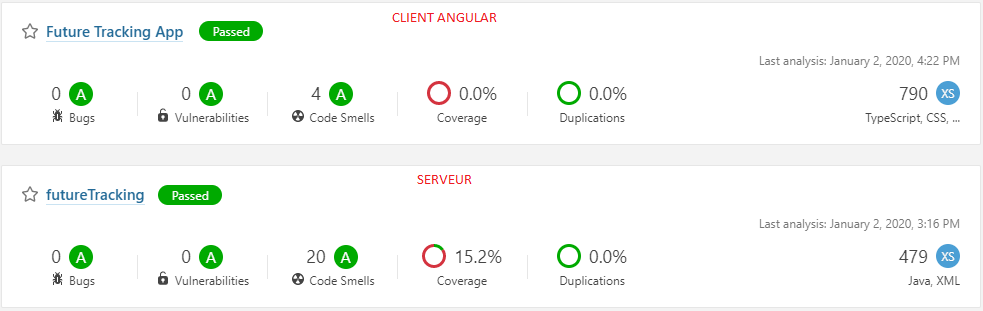 CLIENT ANGULAR
Future Tracking App Passed
Last analysis: January 2, 2020, 4:22 PM
0 A 0 A 4 A 0.0% 0.0% 790 XS
Bugs Vulnerabilities Code Smells Coverage Duplications TypeScript, CSS, ...
SERVEUR
futureTracking Passed
Last analysis: January 2, 2020, 3:16 PM
0 A 0 A 20 A 15.2% 0.0% 479 XS
Bugs Vulnerabilities Code Smells Coverage Duplications Java, XML